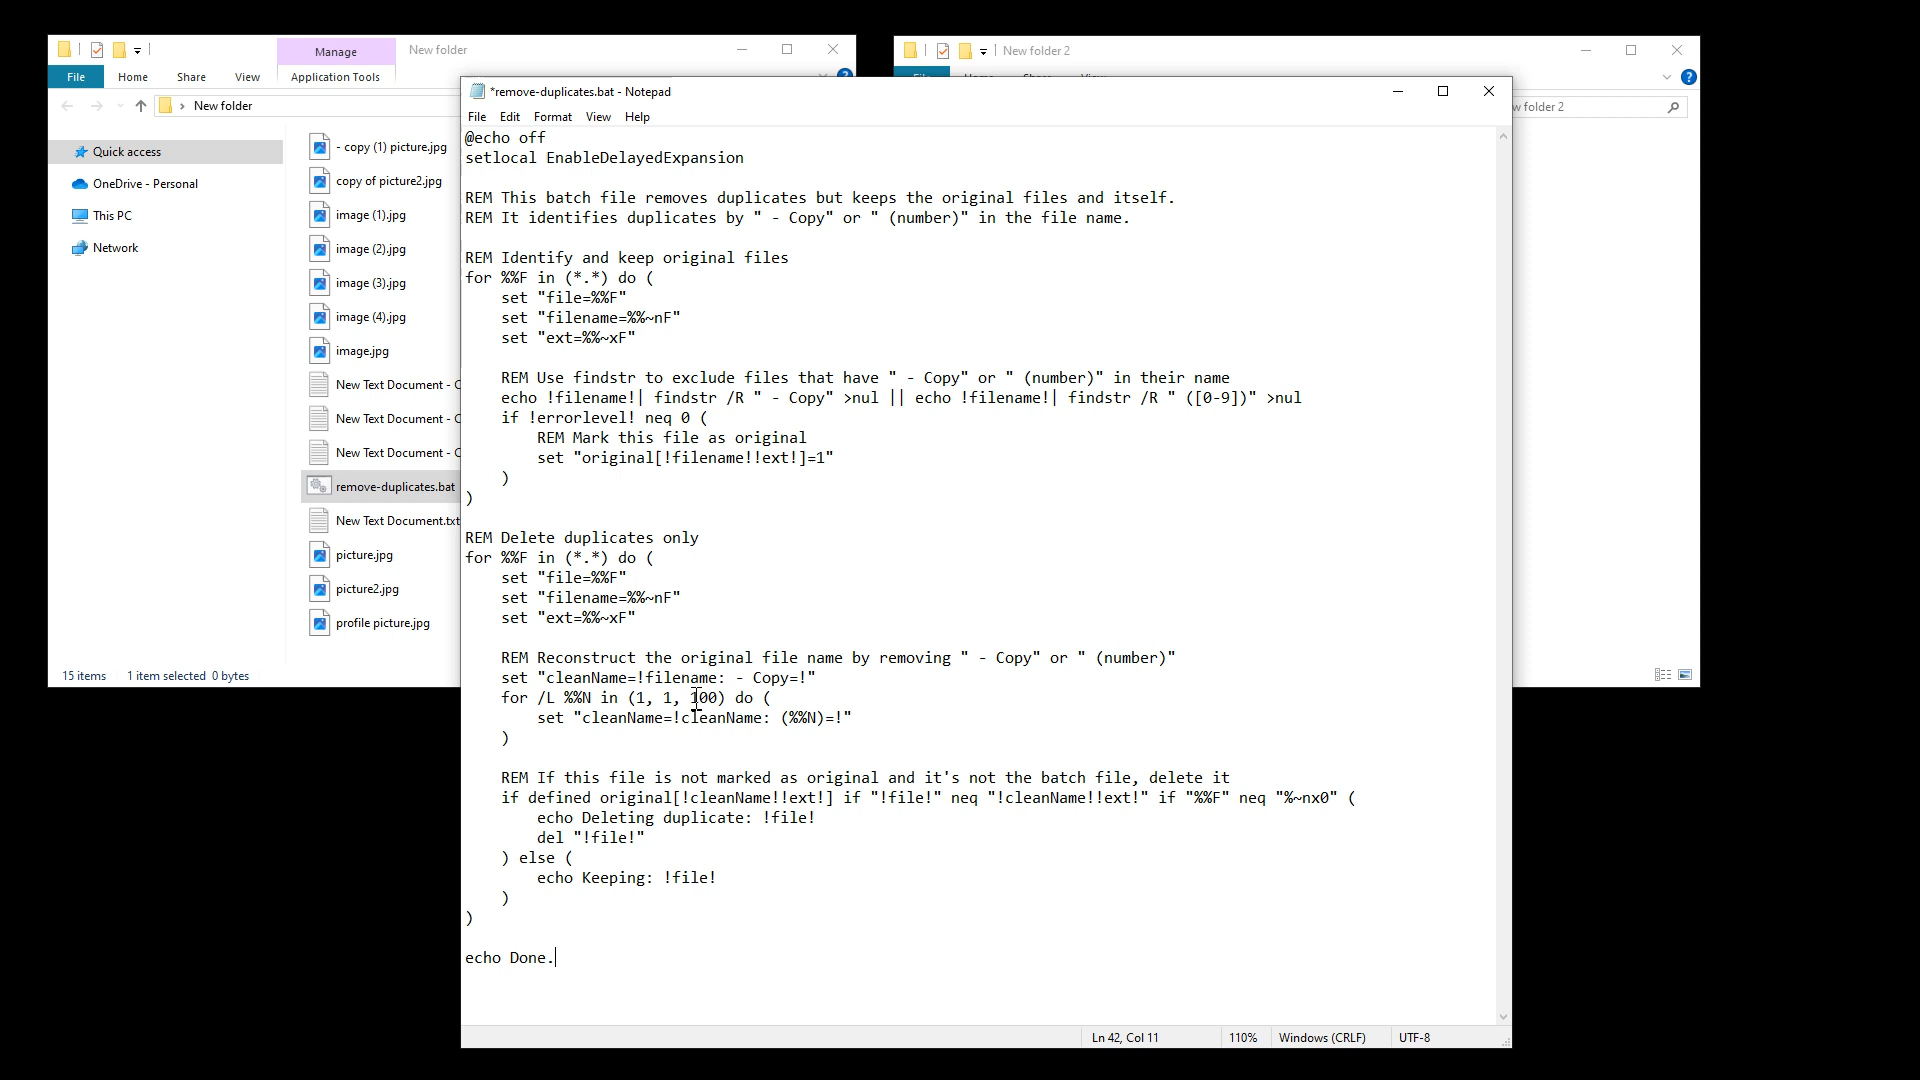 Manage
New folder
File
Home
Share
View
Application Tools
New folder
Quick access
OneDrive - Personal
This PC
Network
- copy (1) picture.jpg
copy of picture2.jpg
image (1).jpg
image (2).jpg
image (3).jpg
image (4).jpg
image.jpg
New Text Document - C
New Text Document - C
New Text Document - C
remove-duplicates.bat
New Text Document.txt
picture.jpg
picture2.jpg
profile picture.jpg
15 items
1 item selected 0 bytes
New folder 2
w folder 2
*remove-duplicates.bat - Notepad
File Edit Format View Help
@echo off
setlocal EnableDelayedExpansion
REM This batch file removes duplicates but keeps the original files and itself.
REM It identifies duplicates by " - Copy" or " (number)" in the file name.
REM Identify and keep original files
for %%F in (*.*) do (
set "file=%%F"
set "filename=%%~nF"
set "ext=%%~xF"
REM Use findstr to exclude files that have " - Copy" or " (number)" in their name
echo !filename!| findstr /R " - Copy" >nul || echo !filename!| findstr /R " ([0-9])" >nul
if !errorlevel! neq 0 (
REM Mark this file as original
set "original[!filename!!ext!]=1"
)
)
REM Delete duplicates only
for %%F in (*.*) do (
set "file=%%F"
set "filename=%%~nF"
set "ext=%%~xF"
REM Reconstruct the original file name by removing " - Copy" or " (number)"
set "cleanName=!filename: - Copy=!"
for /L %%N in (1, 1, 100) do (
set "cleanName=!cleanName: (%%N)=!"
)
REM If this file is not marked as original and it's not the batch file, delete it
if defined original[!cleanName!!ext!] if "!file!" neq "!cleanName!!ext!" if "%%F" neq "%~nx0" (
echo Deleting duplicate: !file!
del "!file!"
) else (
echo Keeping: !file!
)
)
echo Done.
Ln 42, Col 11
110%
Windows (CRLF)
UTF-8